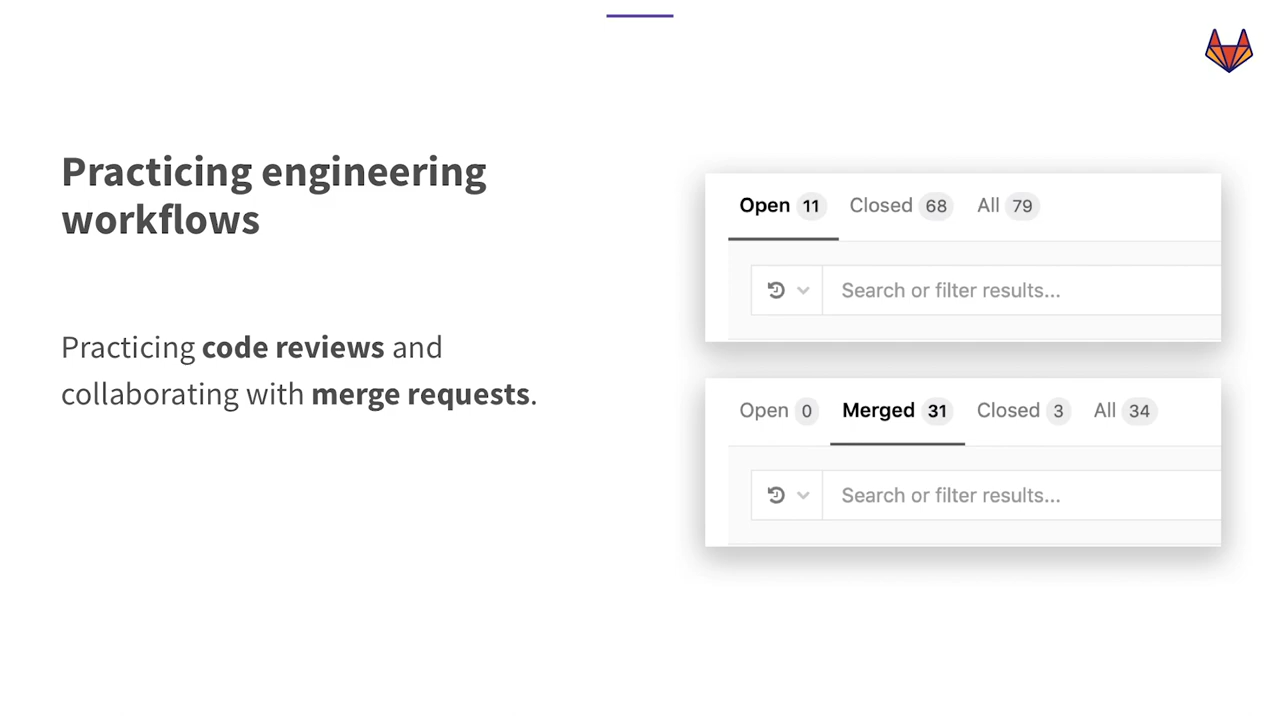 Practicing engineering
workflows
Practicing code reviews and
collaborating with merge requests.
Open 11 Closed 68 All 79
Search or filter results...
Open 0 Merged 31 Closed 3 All 34
Search or filter results...